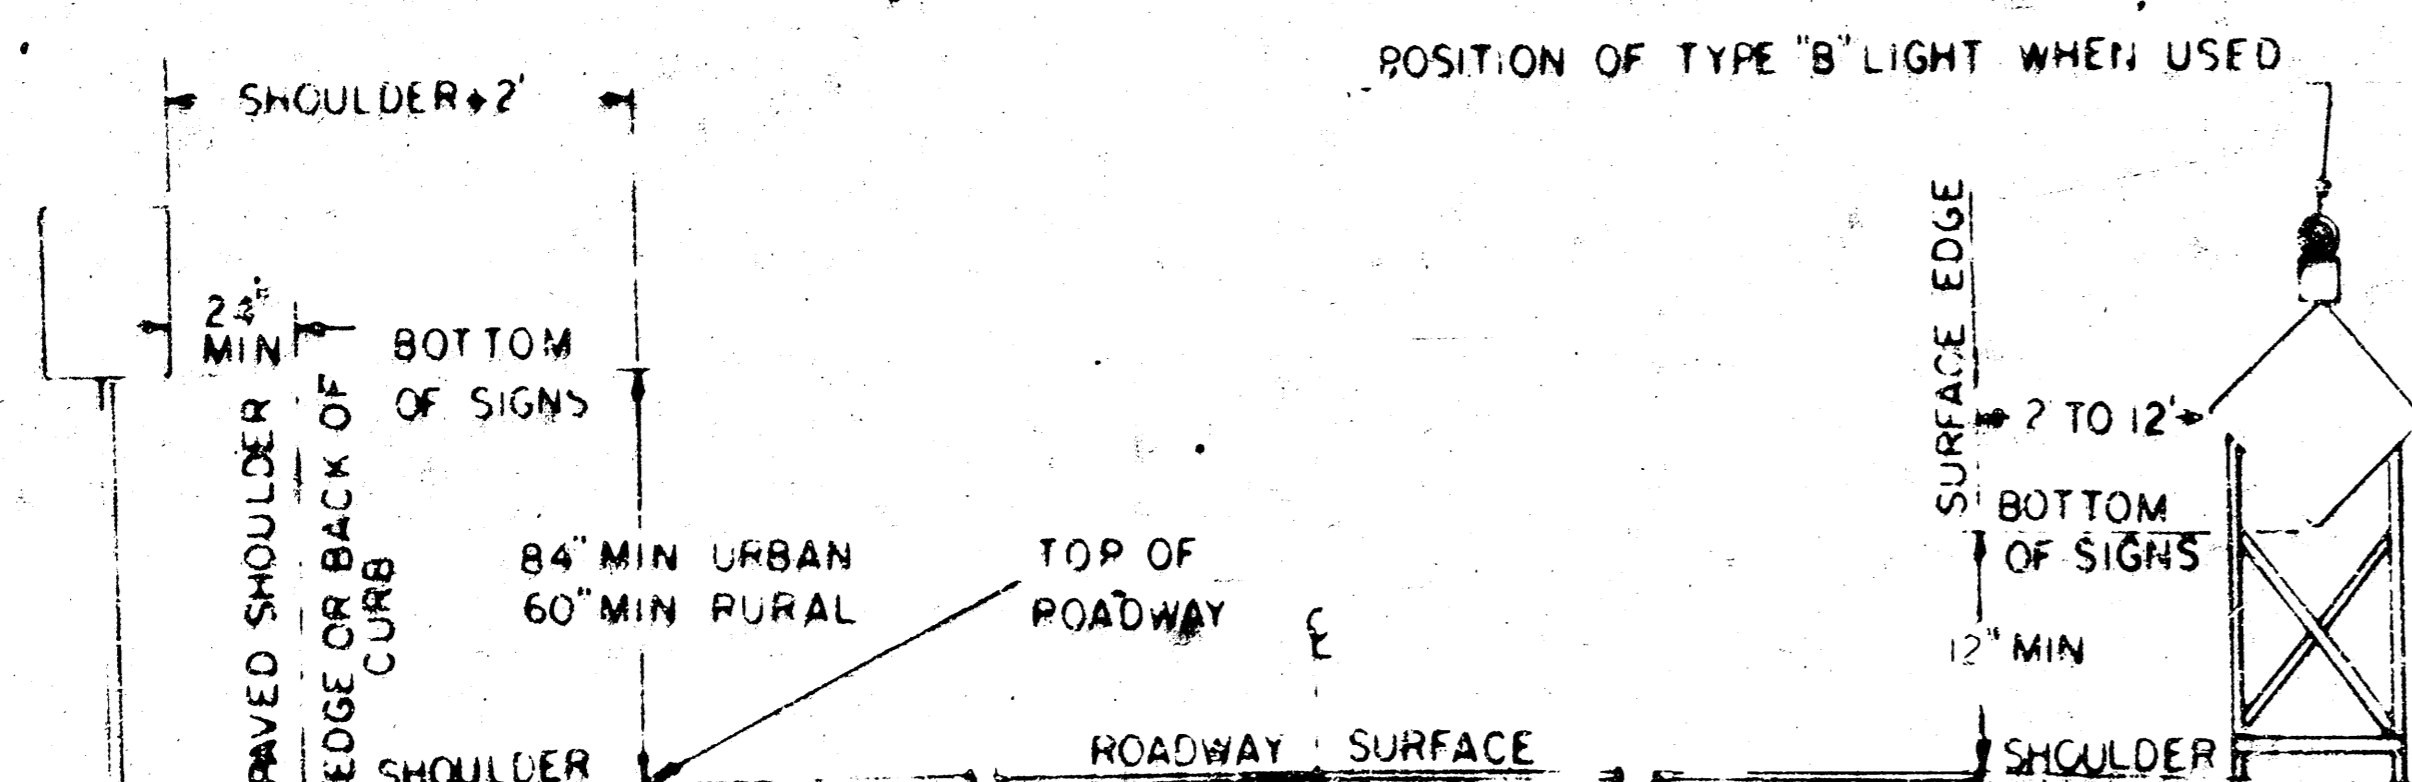 POSITION OF TYPE "B" LIGHT WHEN USED
SHOULDER+2'
24"
MIN
BOTTOM
OF SIGNS
PAVED SHOULDER
EDGE OR BACK OF
CURB
84" MIN URBAN
60" MIN RURAL
TOP OF
ROADWAY
℄
SURFACE EDGE
2' TO 12'
BOTTOM
OF SIGNS
12" MIN
SHOULDER
ROADWAY SURFACE
SHOULDER